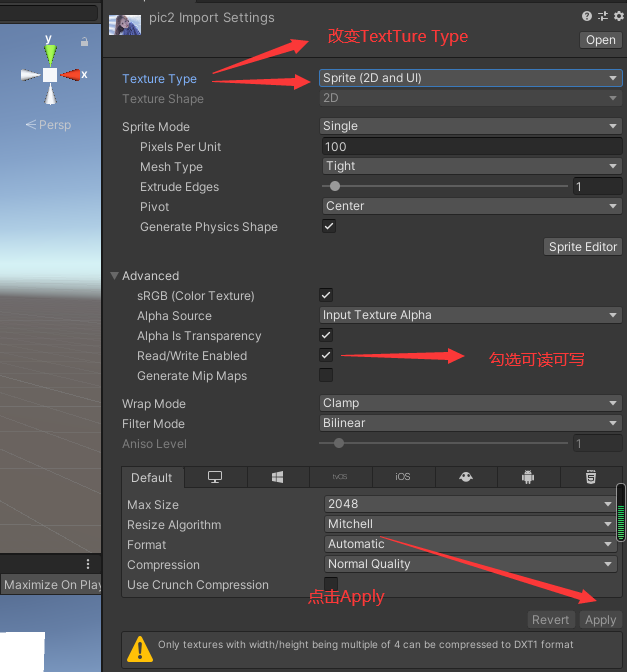 pic2 Import Settings
改变TextTure Type
Open
y
x
Persp
Texture Type
Sprite (2D and UI)
Texture Shape
2D
Sprite Mode
Single
Pixels Per Unit
100
Mesh Type
Tight
Extrude Edges
1
Pivot
Center
Generate Physics Shape
Sprite Editor
Advanced
sRGB (Color Texture)
Alpha Source
Input Texture Alpha
Alpha Is Transparency
Read/Write Enabled
勾选可读可写
Generate Mip Maps
Wrap Mode
Clamp
Filter Mode
Bilinear
Aniso Level
1
Default
tvOS
iOS
Max Size
2048
Resize Algorithm
Mitchell
Format
Automatic
Compression
Normal Quality
Use Crunch Compression
Maximize On Play
点击Apply
Revert
Apply
Only textures with width/height being multiple of 4 can be compressed to DXT1 format